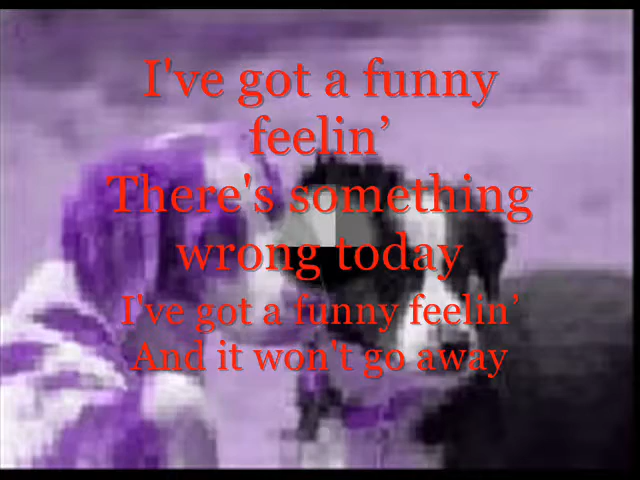 I've got a funny
feelin’
There's something
wrong today
I've got a funny feelin’
And it won't go away